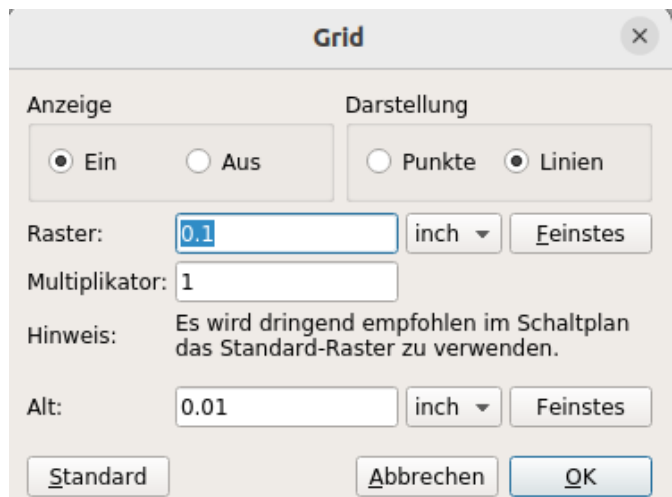 Grid
Anzeige Darstellung
Ein Aus Punkte Linien
Raster: 0.1 inch Feinstes
Multiplikator: 1
Hinweis: Es wird dringend empfohlen im Schaltplan
das Standard-Raster zu verwenden.
Alt: 0.01 inch Feinstes
Standard Abbrechen OK